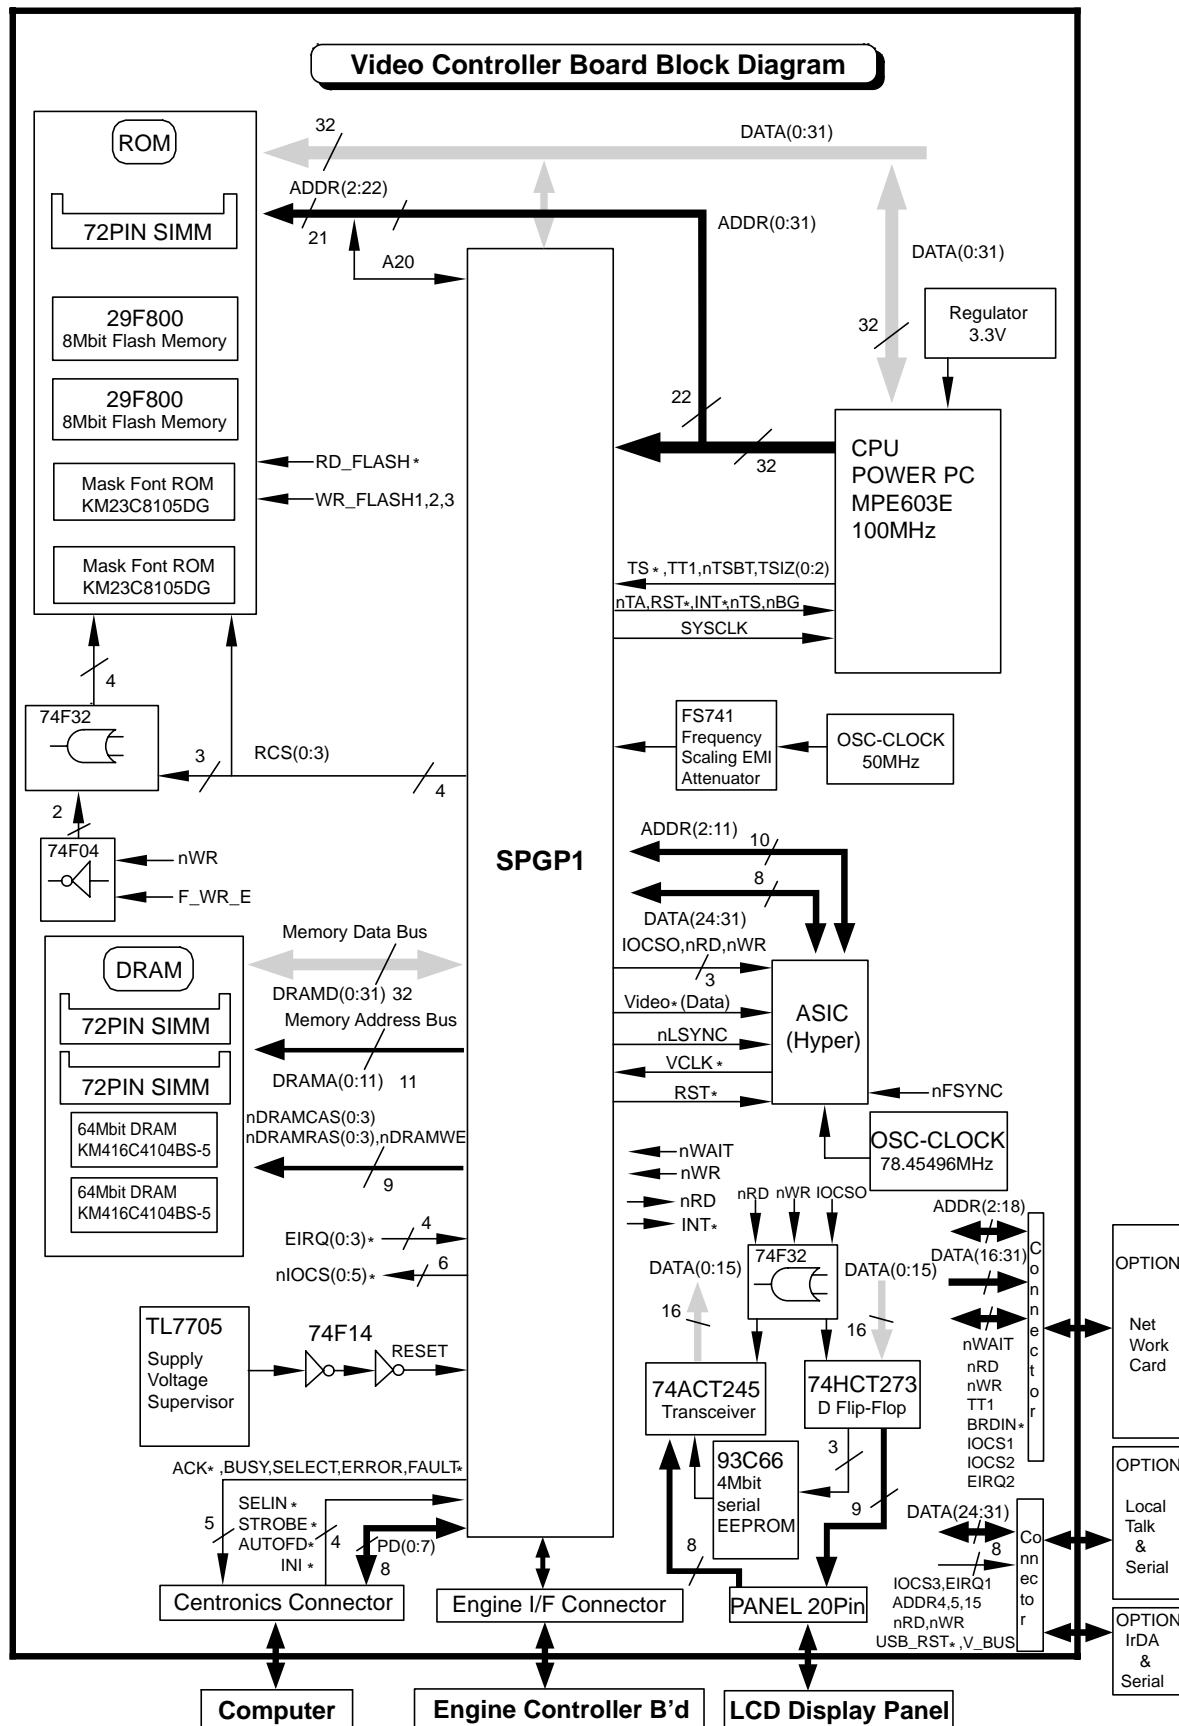 Video Controller Board Block Diagram
ROM
32
DATA(0:31)
ADDR(2:22)
72PIN SIMM
21
ADDR(0:31)
A20
DATA(0:31)
29F800
8Mbit Flash Memory
32
Regulator
3.3V
29F800
8Mbit Flash Memory
22
32
CPU
POWER PC
MPE603E
100MHz
RD_FLASH*
Mask Font ROM
KM23C8105DG
WR_FLASH1,2,3
Mask Font ROM
KM23C8105DG
TS*,TT1,nTSBT,TSIZ(0:2)
nTA,RST*,INT*,nTS,nBG
SYSCLK
4
74F32
3
RCS(0:3)
4
FS741
Frequency
Scaling EMI
Attenuator
OSC-CLOCK
50MHz
2
74F04
nWR
F_WR_E
SPGP1
ADDR(2:11)
10
8
DATA(24:31)
IOCSO,nRD,nWR
3
Video*(Data)
nLSYNC
VCLK*
RST*
ASIC
(Hyper)
nFSYNC
OSC-CLOCK
78.45496MHz
DRAM
Memory Data Bus
DRAMD(0:31) 32
72PIN SIMM
Memory Address Bus
72PIN SIMM
DRAMA(0:11) 11
64Mbit DRAM
KM416C4104BS-5
nDRAMCAS(0:3)
nDRAMRAS(0:3),nDRAMWE
9
64Mbit DRAM
KM416C4104BS-5
nWAIT
nWR
nRD
INT*
nRD
nWR
IOCSO
EIRQ(0:3)*
4
nIOCS(0:5)*
6
DATA(0:15)
74F32
DATA(0:15)
16
16
ADDR(2:18)
DATA(16:31)
nWAIT
nRD
nWR
TT1
BRDIN*
IOCS1
IOCS2
EIRQ2
Connector
OPTION
Net
Work
Card
TL7705
Supply
Voltage
Supervisor
74F14
RESET
74ACT245
Transceiver
74HCT273
D Flip-Flop
3
93C66
4Mbit
serial
EEPROM
9
8
ACK*,BUSY,SELECT,ERROR,FAULT*
SELIN*
STROBE*
AUTOFD*
INI*
5
4
PD(0:7)
8
DATA(24:31)
8
IOCS3,EIRQ1
ADDR4,5,15
nRD,nWR
USB_RST*,V_BUS
Connector
OPTION
Local
Talk
&
Serial
OPTION
IrDA
&
Serial
Centronics Connector
Engine I/F Connector
PANEL 20Pin
Computer
Engine Controller B'd
LCD Display Panel